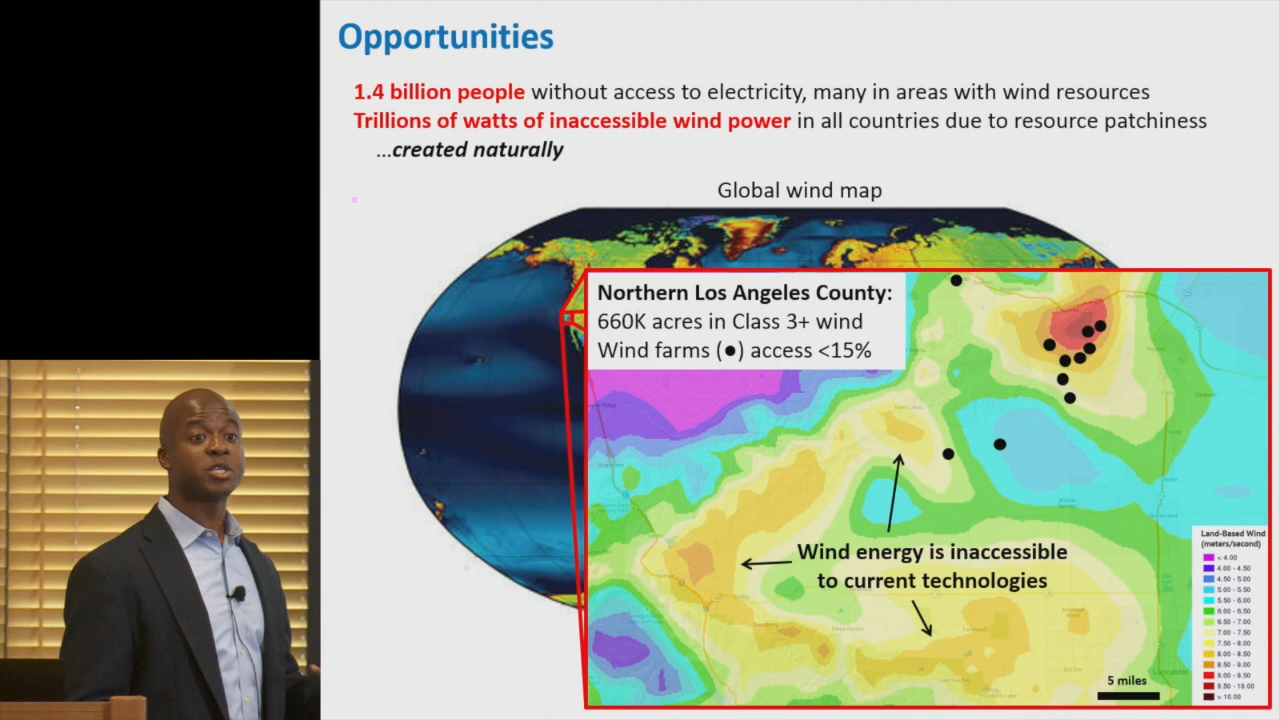 Opportunities
1.4 billion people without access to electricity, many in areas with wind resources
Trillions of watts of inaccessible wind power in all countries due to resource patchiness
...created naturally
Global wind map
Northern Los Angeles County:
660K acres in Class 3+ wind
Wind farms (●) access <15%
Wind energy is inaccessible
to current technologies
Land-Based Wind
(meters/second)
< 4.00
4.00 - 4.50
4.50 - 5.00
5.00 - 5.50
5.50 - 6.00
6.00 - 6.50
6.50 - 7.00
7.00 - 7.50
7.50 - 8.00
8.00 - 8.50
8.50 - 9.00
9.00 - 9.50
9.50 - 10.00
> 10.00
Lancaster
5 miles